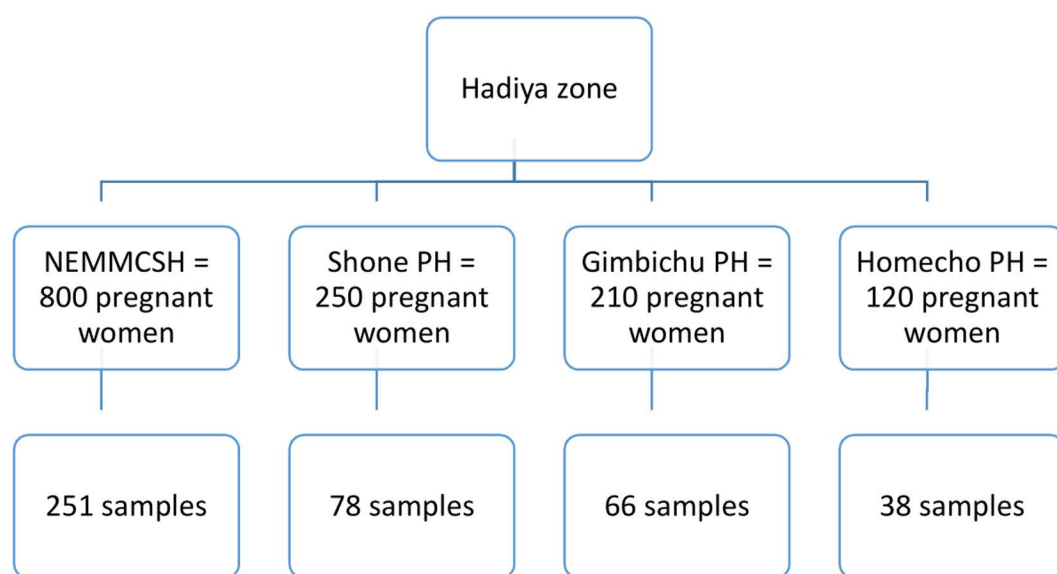 Hadiya zone
NEMMCSH =
800 pregnant
women
Shone PH =
250 pregnant
women
Gimbichu PH =
210 pregnant
women
Homecho PH =
120 pregnant
women
251 samples
78 samples
66 samples
38 samples